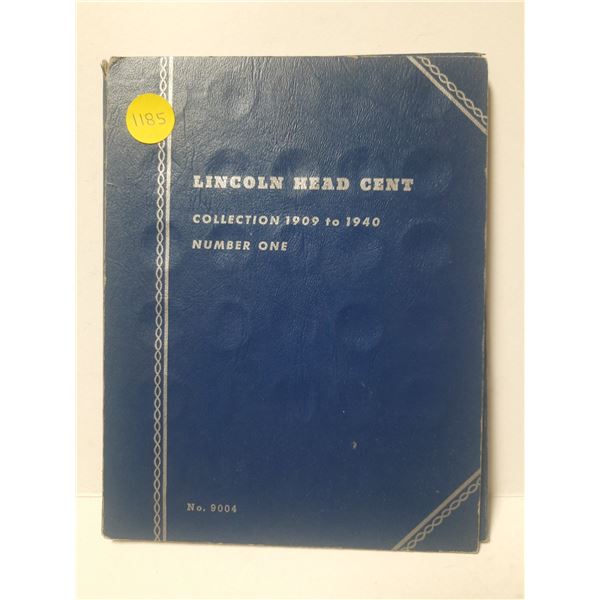 1185
LINCOLN HEAD CENT
COLLECTION 1909 to 1940
NUMBER ONE
No. 9004